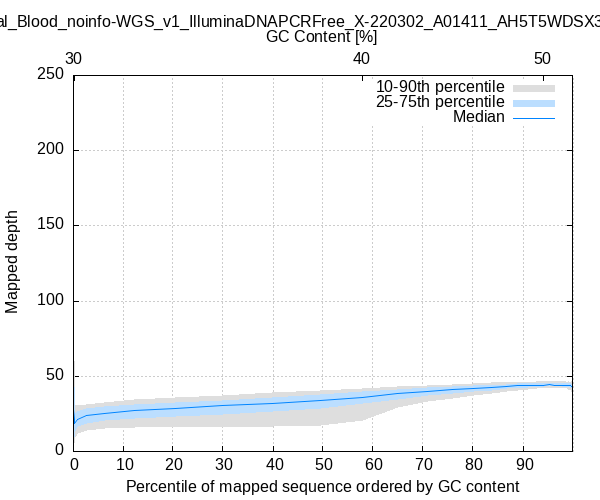 al_Blood_noinfo-WGS_v1_IlluminaDNAPCRFree_X-220302_A01411_AH5T5WDSX3
GC Content [%]
30 40 50
250
200
150
100
50
0
10-90th percentile
25-75th percentile
Median
Mapped depth
0 10 20 30 40 50 60 70 80 90
Percentile of mapped sequence ordered by GC content